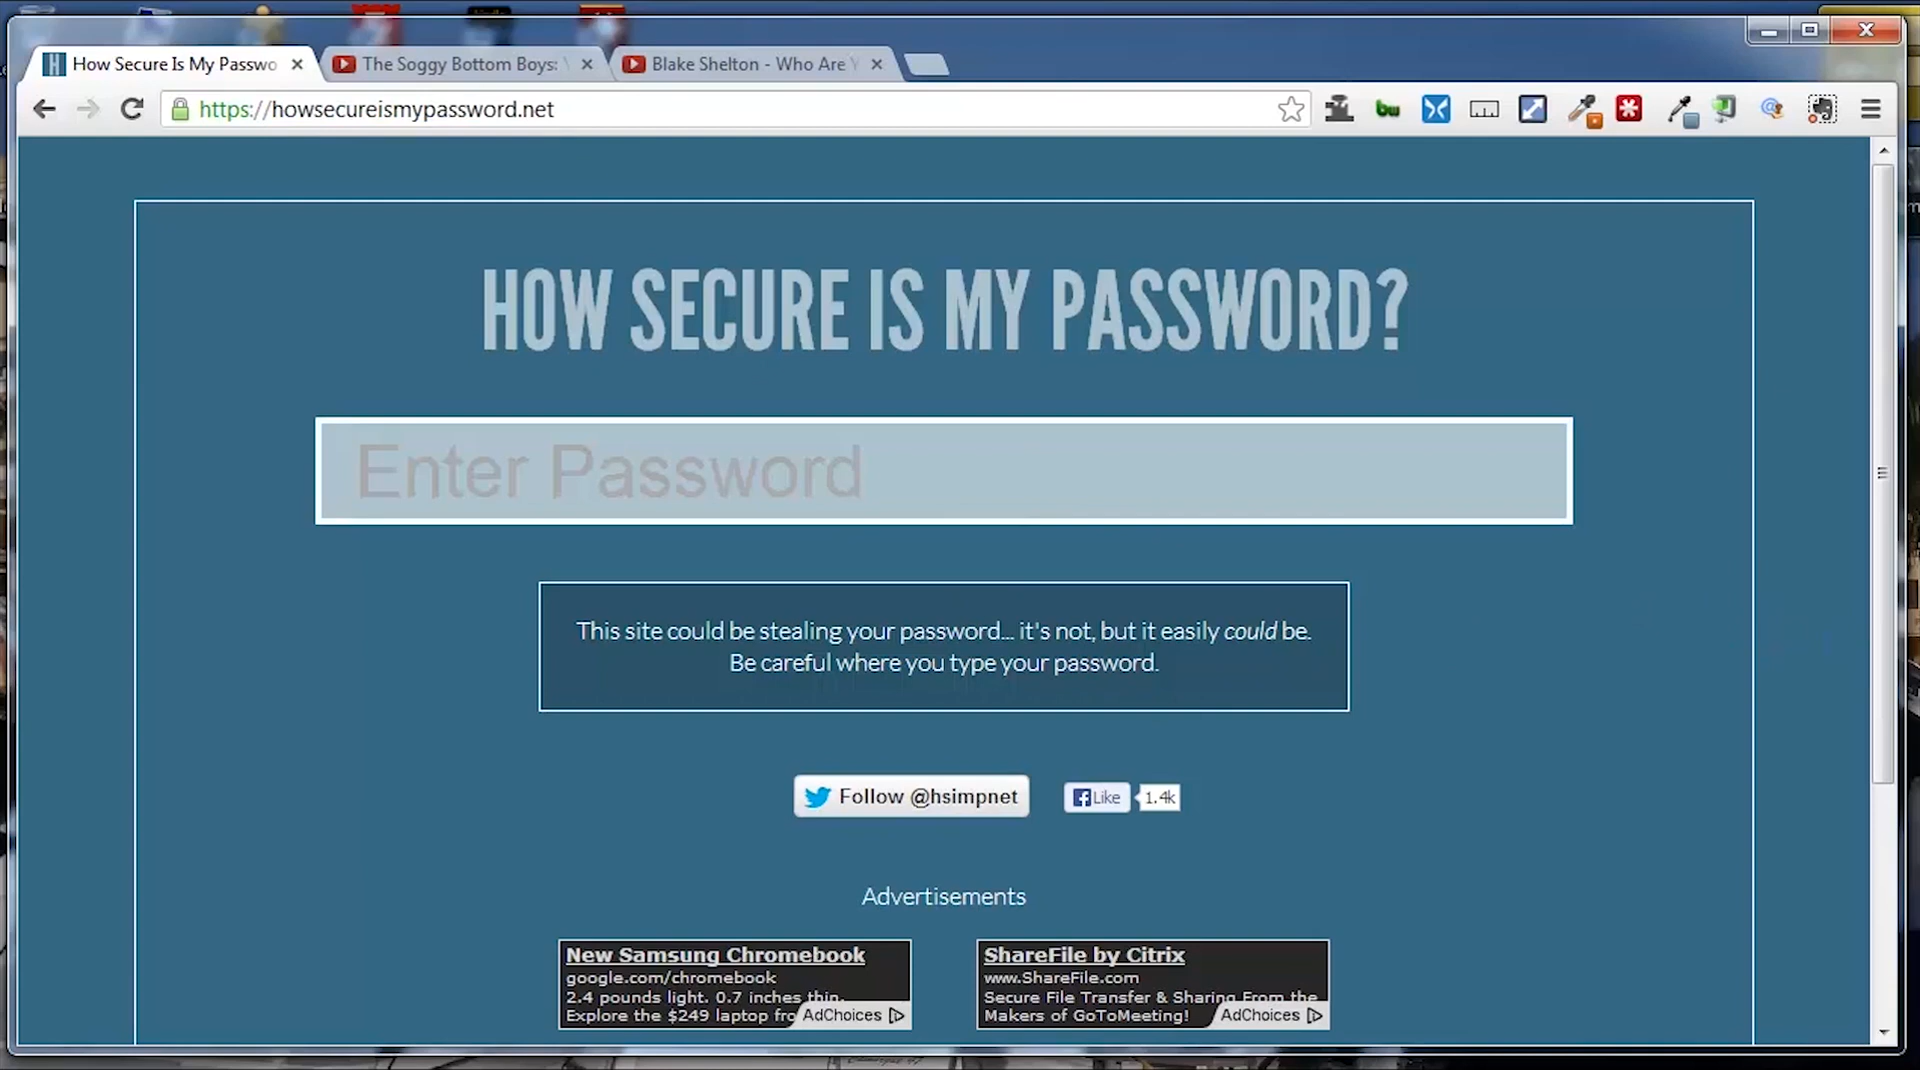 How Secure Is My Passwo
The Soggy Bottom Boys:
Blake Shelton - Who Are Y
https://howsecureismypassword.net
bw
HOW SECURE IS MY PASSWORD?
Enter Password
This site could be stealing your password... it's not, but it easily could be.
Be careful where you type your password.
Follow @hsimpnet
Like
1.4k
Advertisements
New Samsung Chromebook
google.com/chromebook
2.4 pounds light. 0.7 inches thin.
Explore the $249 laptop fro
AdChoices
ShareFile by Citrix
www.ShareFile.com
Secure File Transfer & Sharing From the
Makers of GoToMeeting!
AdChoices